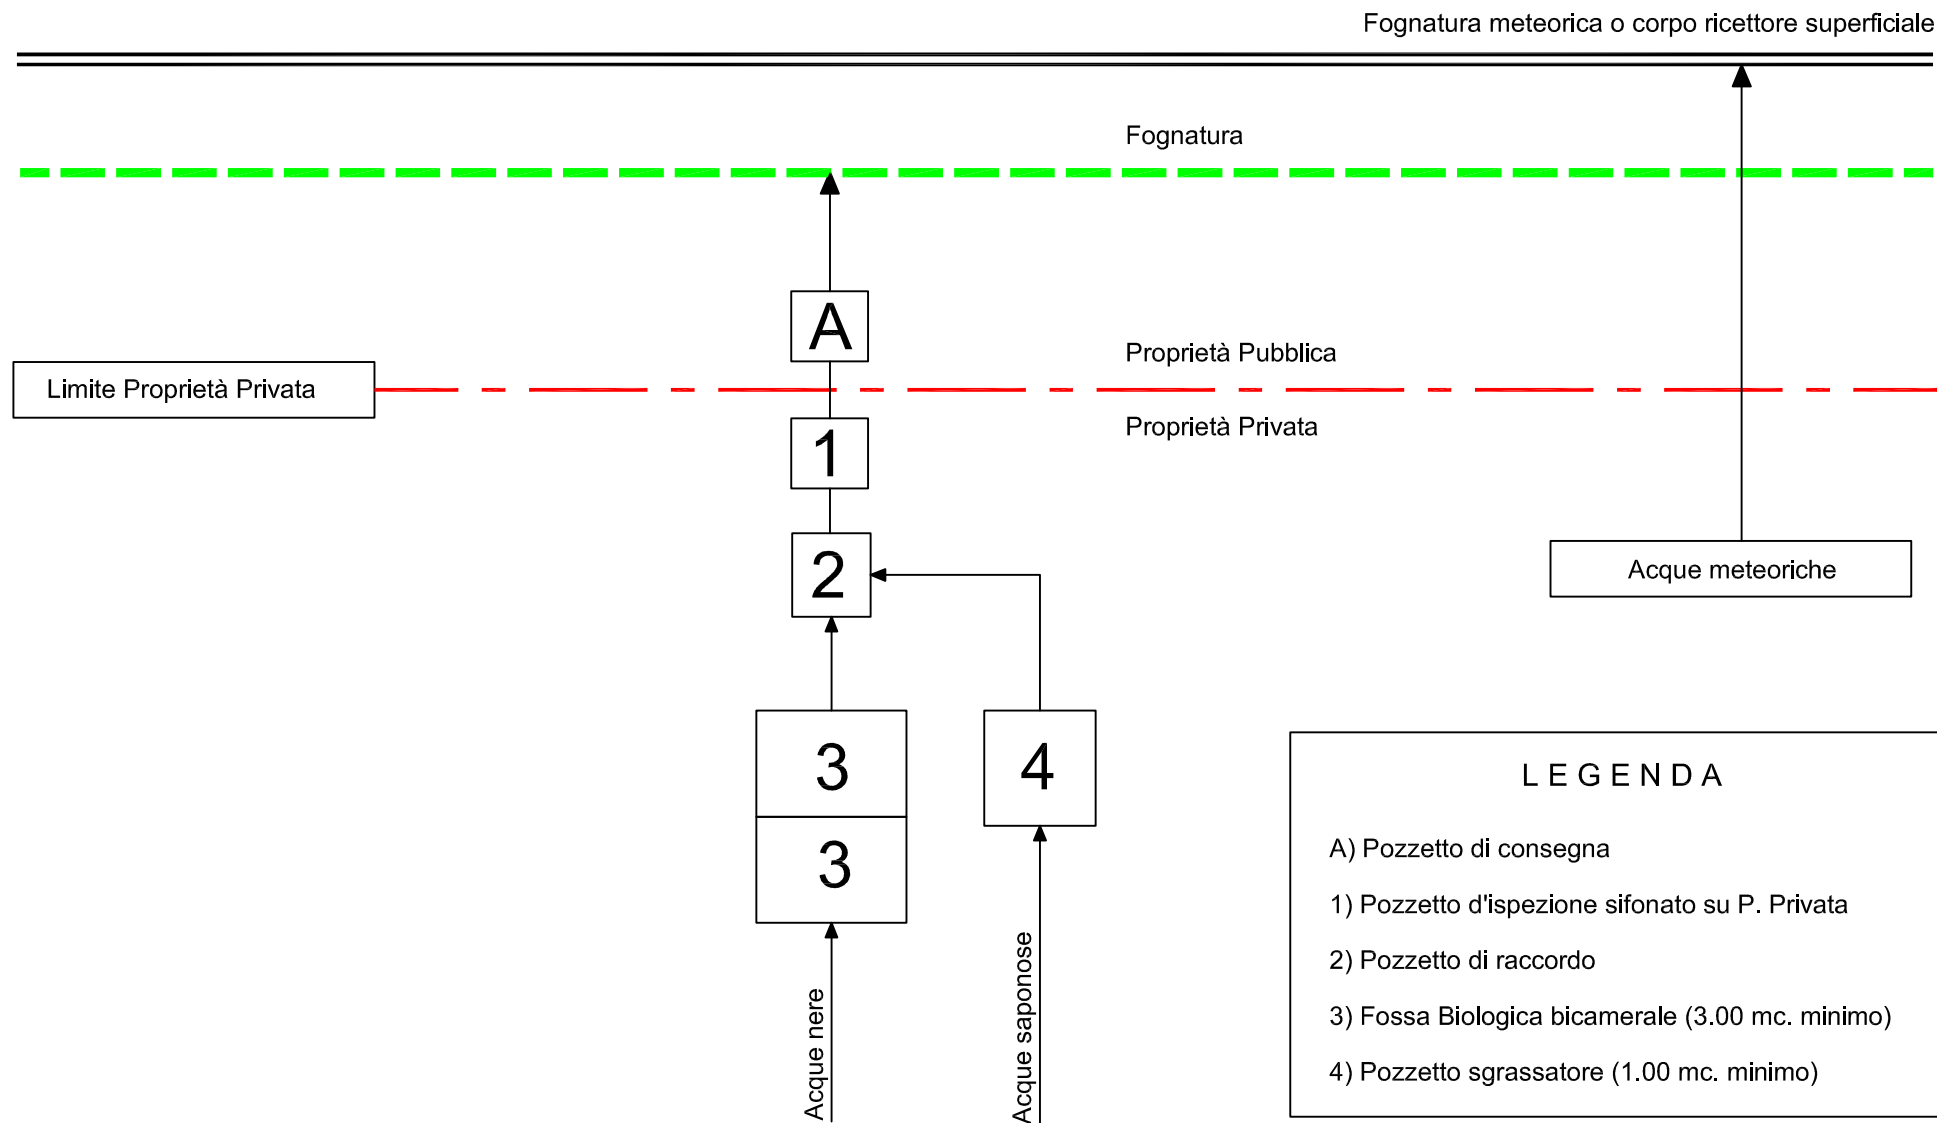 Fognatura meteorica o corpo ricettore superficiale
Fognatura
A
Proprietà Pubblica
Limite Proprietà Privata
Proprietà Privata
1
2
Acque meteoriche
3
4
3
Acque nere
Acque saponose
LEGENDA
A) Pozzetto di consegna
1) Pozzetto d'ispezione sifonato su P. Privata
2) Pozzetto di raccordo
3) Fossa Biologica bicamerale (3.00 mc. minimo)
4) Pozzetto sgrassatore (1.00 mc. minimo)